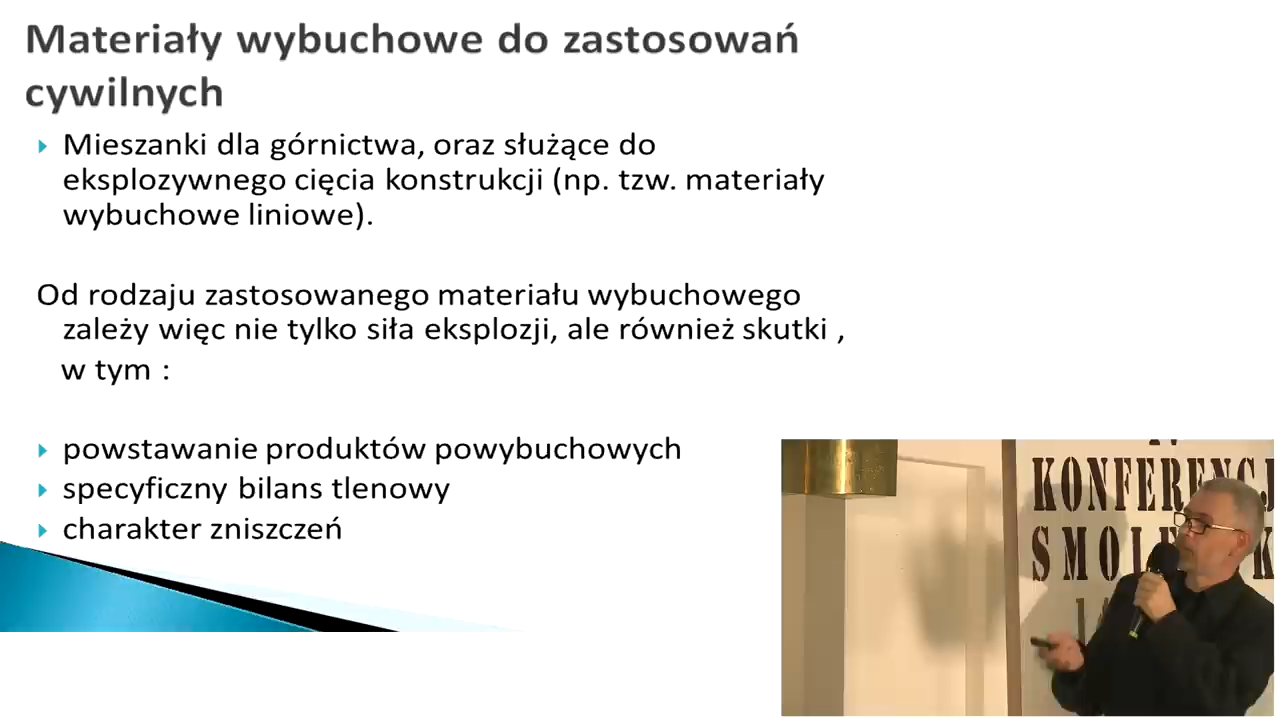 Materiały wybuchowe do zastosowań
cywilnych
Mieszanki dla górnictwa, oraz służące do
eksplozywnego cięcia konstrukcji (np. tzw. materiały
wybuchowe liniowe).
Od rodzaju zastosowanego materiału wybuchowego
zależy więc nie tylko siła eksplozji, ale również skutki ,
w tym :
powstawanie produktów powybuchowych
specyficzny bilans tlenowy
charakter zniszczeń
KONFERENCJ
SMOLE K